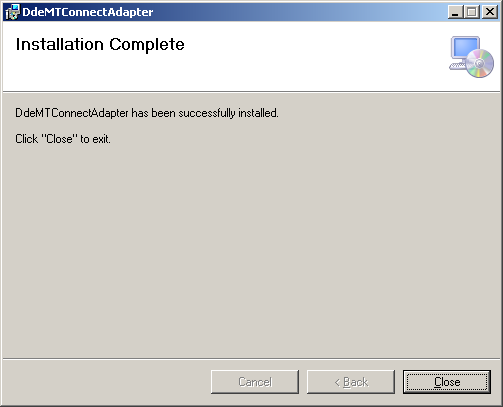 DdeMTConnectAdapter
Installation Complete
DdeMTConnectAdapter has been successfully installed.
Click "Close" to exit.
Cancel
< Back
Close